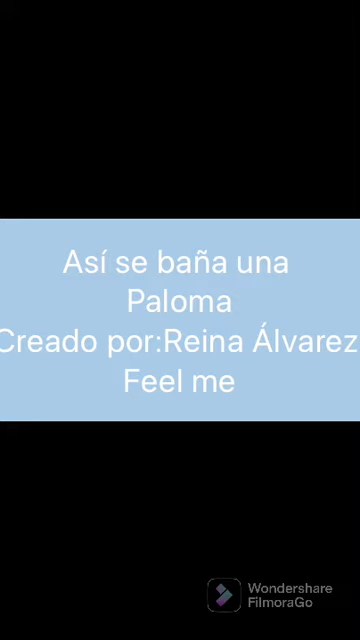 Así se baña una
Paloma
Creado por:Reina Álvarez
Feel me
Wondershare
FilmoraGo